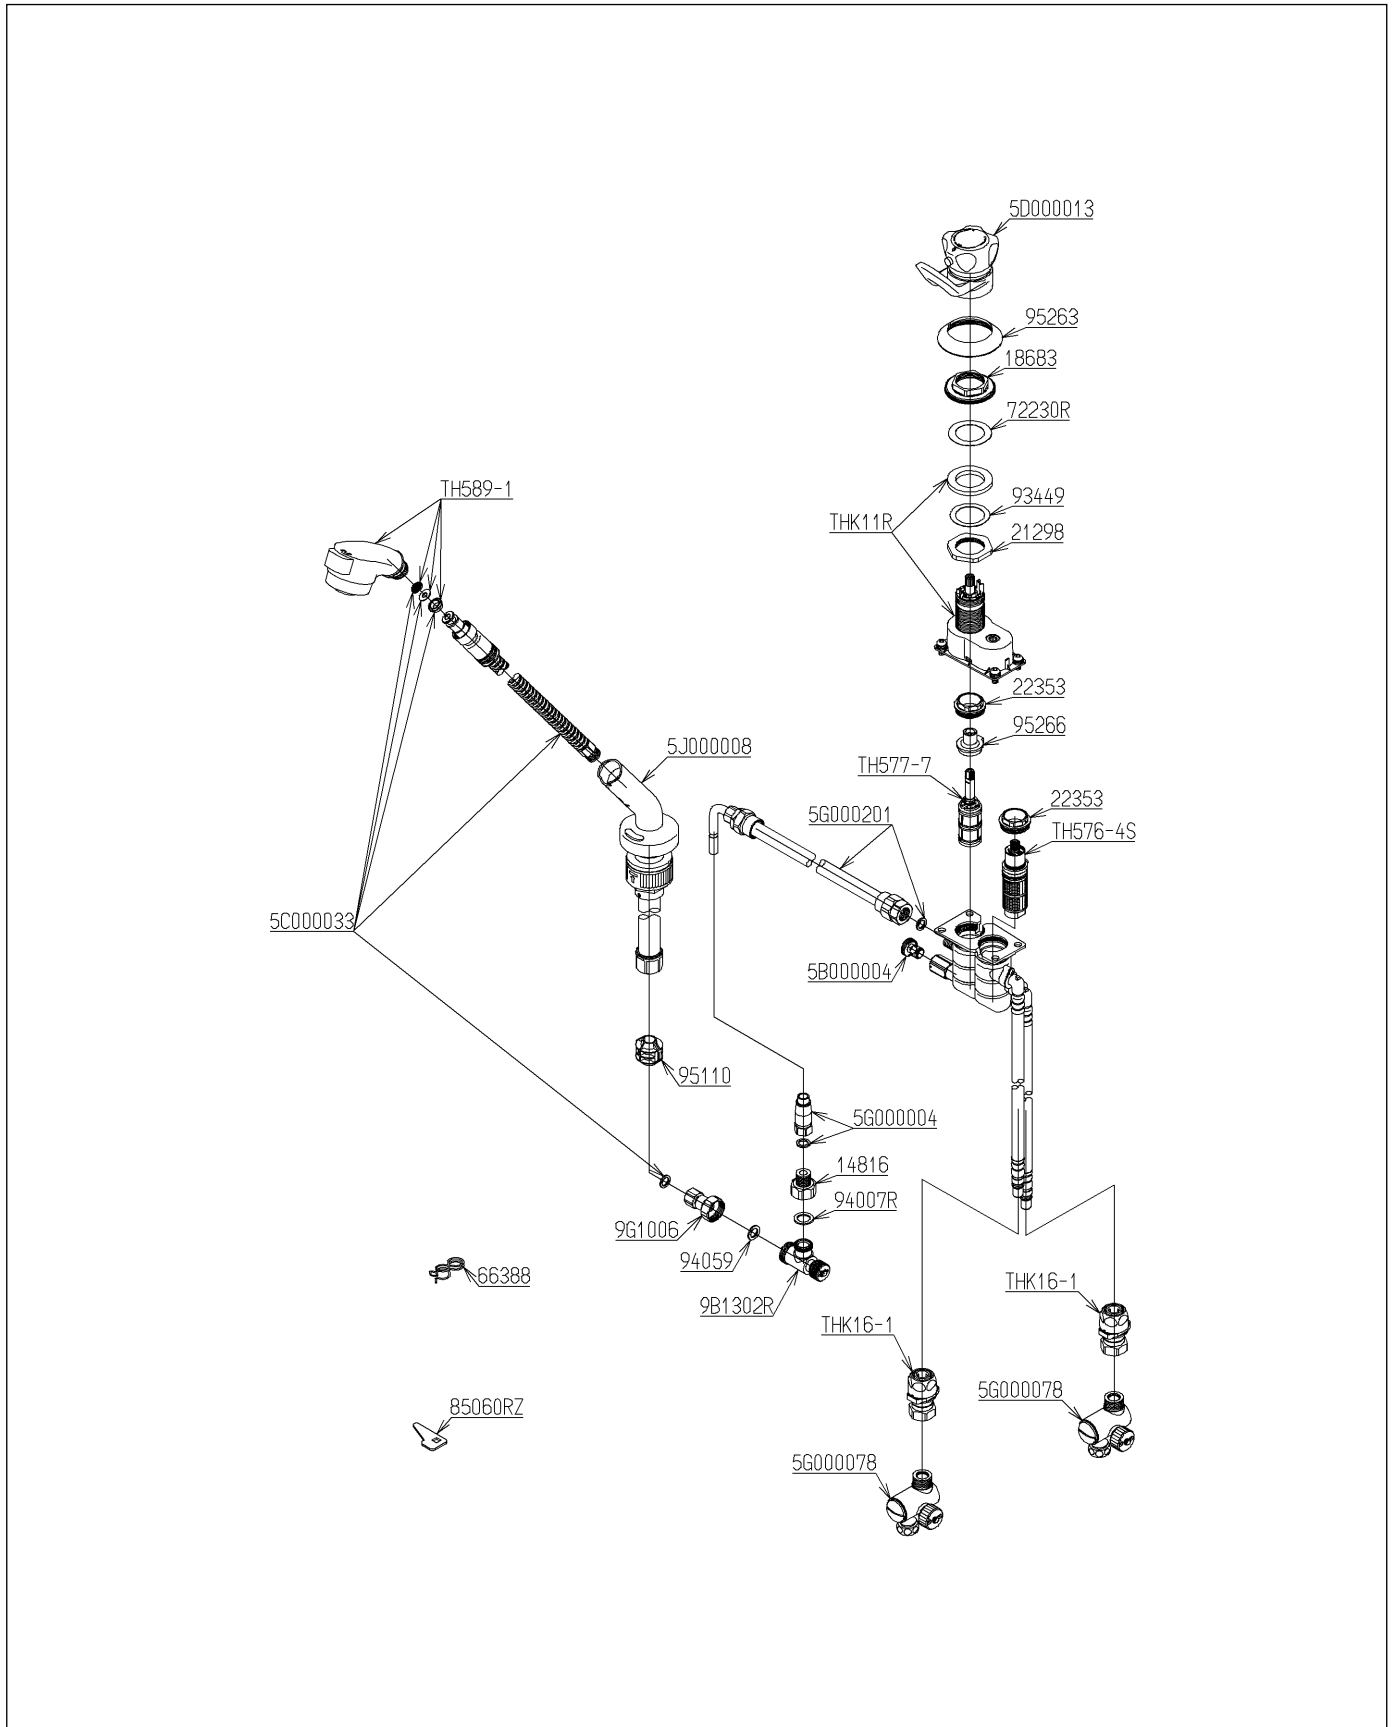 5D000013
95263
18683
72230R
TH589-1
93449
THK11R
21298
22353
95266
5J000008
TH577-7
22353
5G000201
TH576-4S
5C000033
5B000004
95110
5G000004
14816
94007R
9G1006
94059
66388
9B1302R
THK16-1
THK16-1
5G000078
85060RZ
5G000078